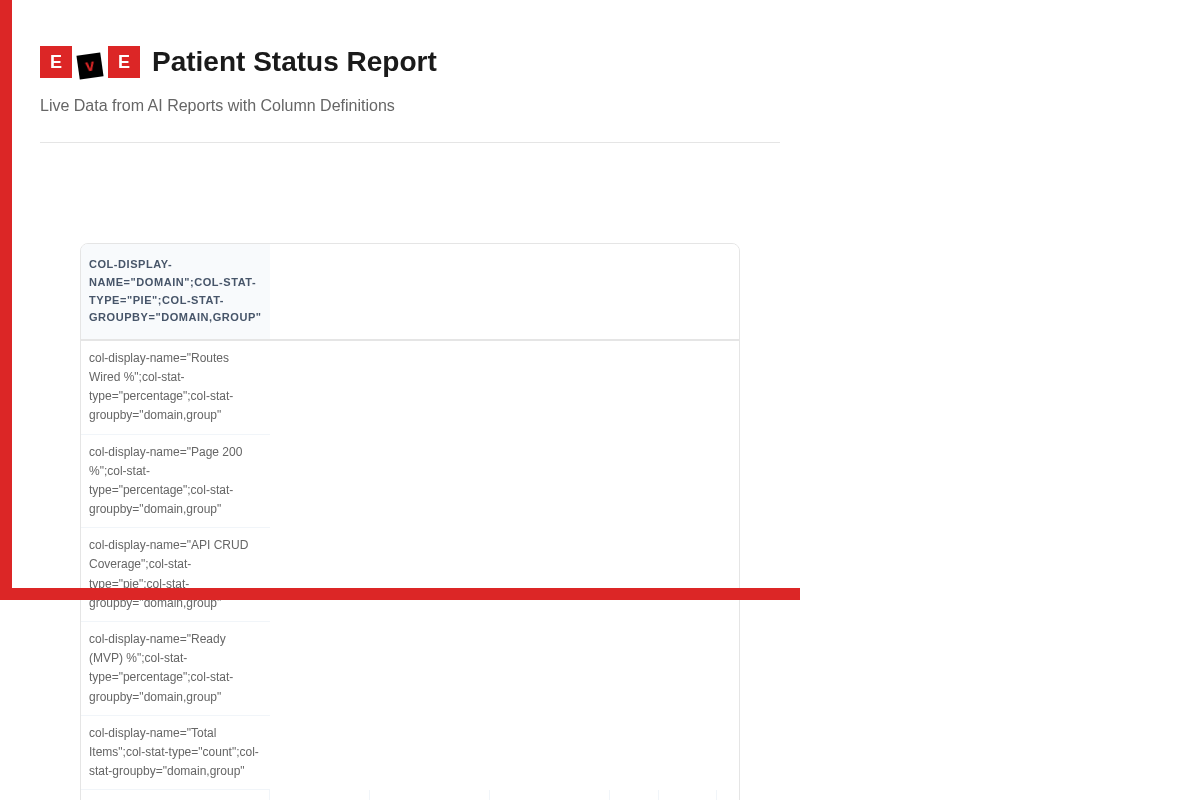 E v E Patient Status Report
Live Data from AI Reports with Column Definitions
COL-DISPLAY-
NAME="DOMAIN";COL-STAT-
TYPE="PIE";COL-STAT-
GROUPBY="DOMAIN,GROUP"
col-display-name="Routes
Wired %";col-stat-
type="percentage";col-stat-
groupby="domain,group"
col-display-name="Page 200
%";col-stat-
type="percentage";col-stat-
groupby="domain,group"
col-display-name="API CRUD
Coverage";col-stat-
type="pie";col-stat-
groupby="domain,group"
col-display-name="Ready
(MVP) %";col-stat-
type="percentage";col-stat-
groupby="domain,group"
col-display-name="Total
Items";col-stat-type="count";col-
stat-groupby="domain,group"